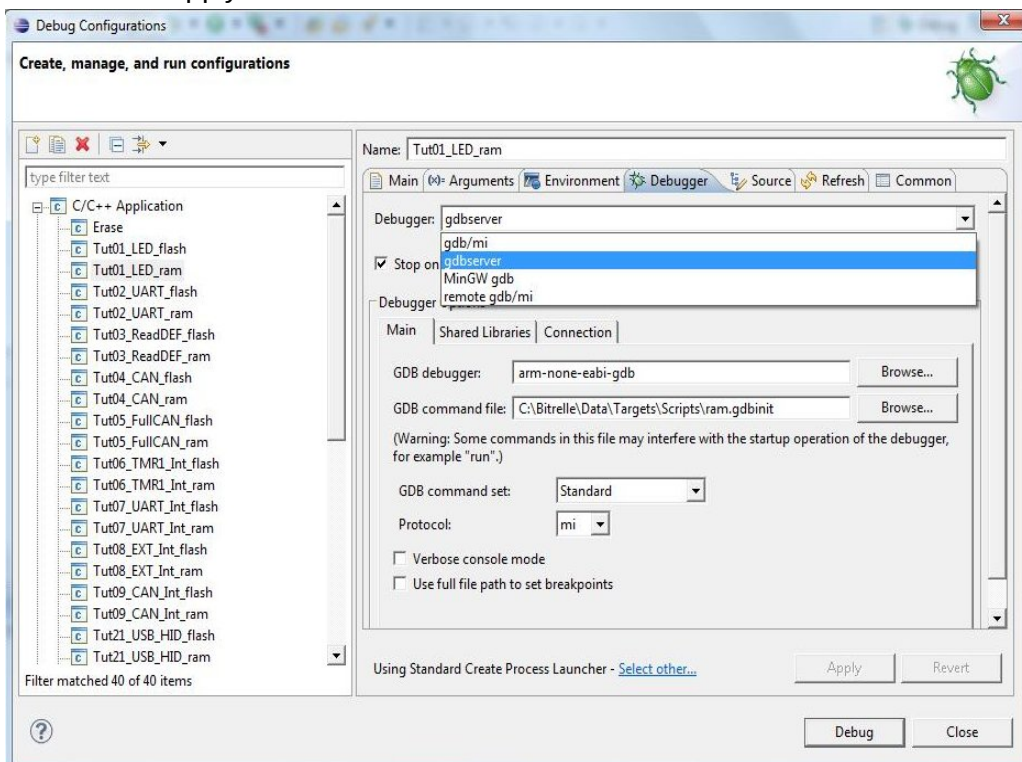 Apply
Debug Configurations
Create, manage, and run configurations
type filter text
C/C++ Application
Erase
Tut01_LED_flash
Tut01_LED_ram
Tut02_UART_flash
Tut02_UART_ram
Tut03_ReadDEF_flash
Tut03_ReadDEF_ram
Tut04_CAN_flash
Tut04_CAN_ram
Tut05_FullCAN_flash
Tut05_FullCAN_ram
Tut06_TMR1_Int_flash
Tut06_TMR1_Int_ram
Tut07_UART_Int_flash
Tut07_UART_Int_ram
Tut08_EXT_Int_flash
Tut08_EXT_Int_ram
Tut09_CAN_Int_flash
Tut09_CAN_Int_ram
Tut21_USB_HID_flash
Tut21_USB_HID_ram
Filter matched 40 of 40 items
Name: Tut01_LED_ram
Main (x)= Arguments Environment Debugger Source Refresh Common
Debugger: gdbserver
gdb/mi
Stop on gdbserver
MinGW gdb
remote gdb/mi
Debugger
Main Shared Libraries Connection
GDB debugger: arm-none-eabi-gdb Browse...
GDB command file: C:\Bitrelle\Data\Targets\Scripts\ram.gdbinit Browse...
(Warning: Some commands in this file may interfere with the startup operation of the debugger,
for example "run".)
GDB command set: Standard
Protocol: mi
Verbose console mode
Use full file path to set breakpoints
Using Standard Create Process Launcher - Select other... Apply Revert
Debug Close